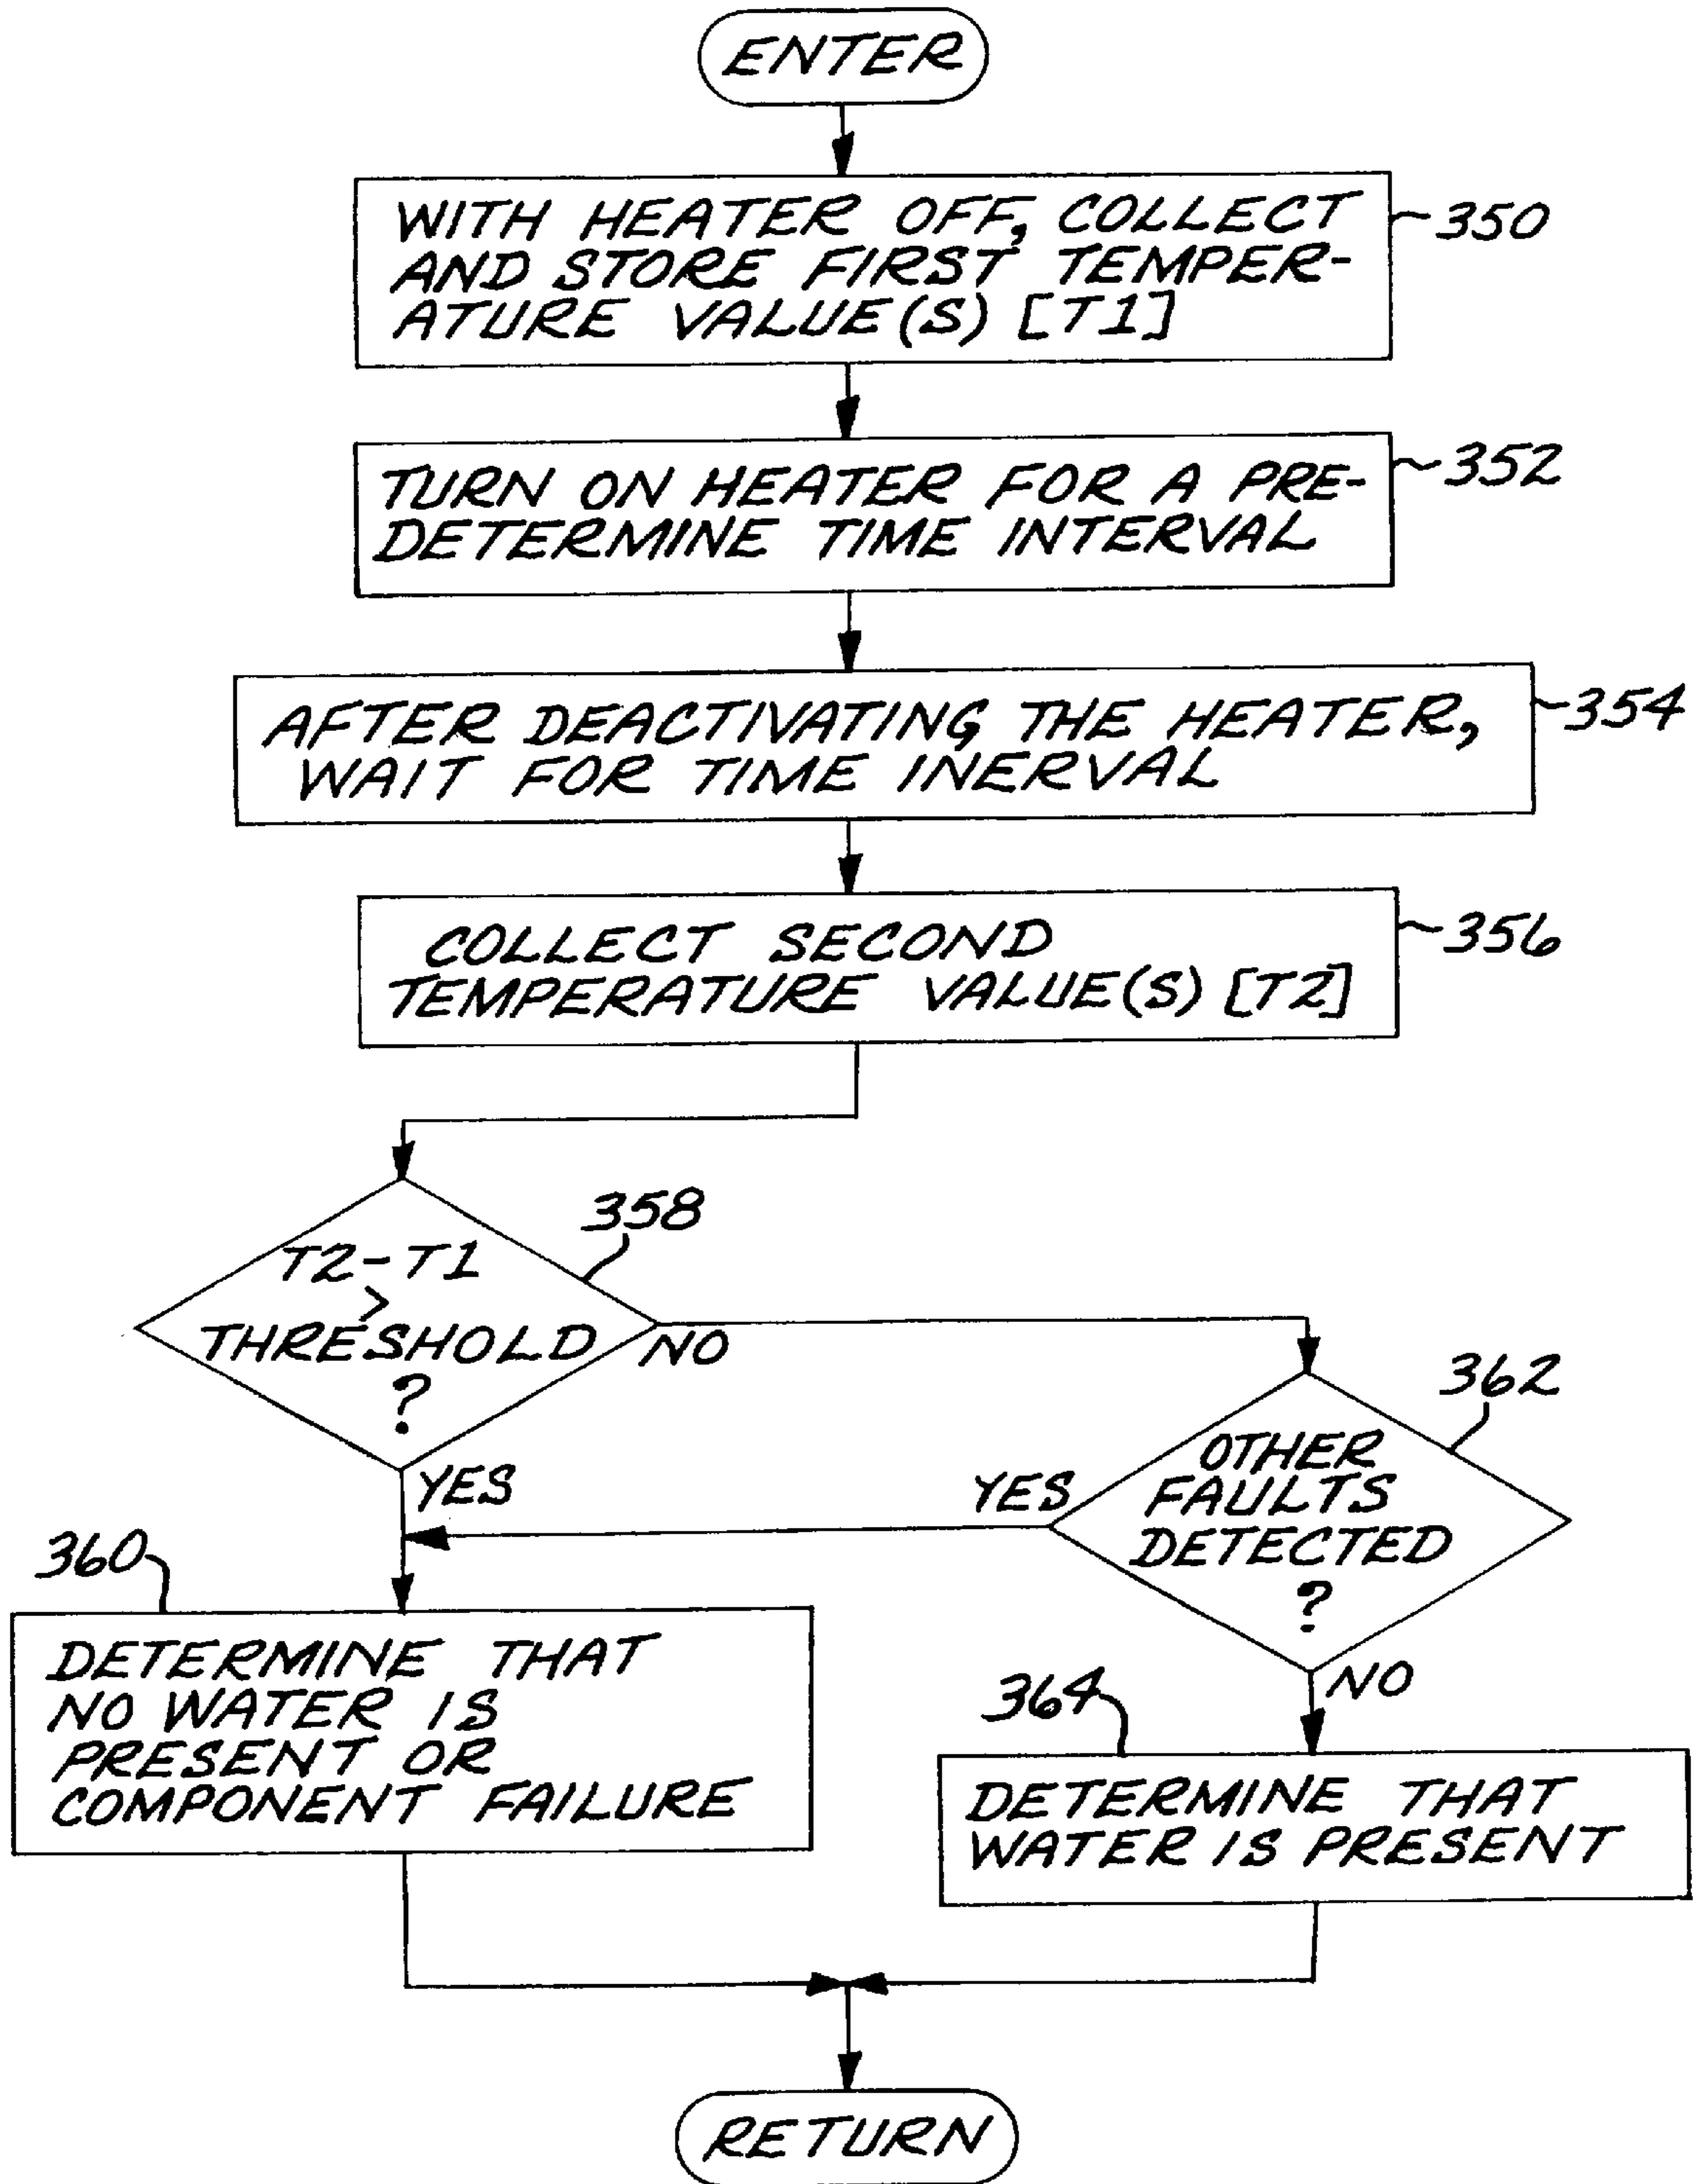 ENTER
WITH HEATER OFF, COLLECT
AND STORE FIRST TEMPER-
ATURE VALUE(S) [T1]
350
TURN ON HEATER FOR A PRE-
DETERMINE TIME INTERVAL
352
AFTER DEACTIVATING THE HEATER,
WAIT FOR TIME INERVAL
354
COLLECT SECOND
TEMPERATURE VALUE(S) [T2]
356
358
T2-T1
>
THRESHOLD
?
NO
YES
362
OTHER
FAULTS
DETECTED
?
YES
NO
360
DETERMINE THAT
NO WATER IS
PRESENT OR
COMPONENT FAILURE
364
DETERMINE THAT
WATER IS PRESENT
RETURN